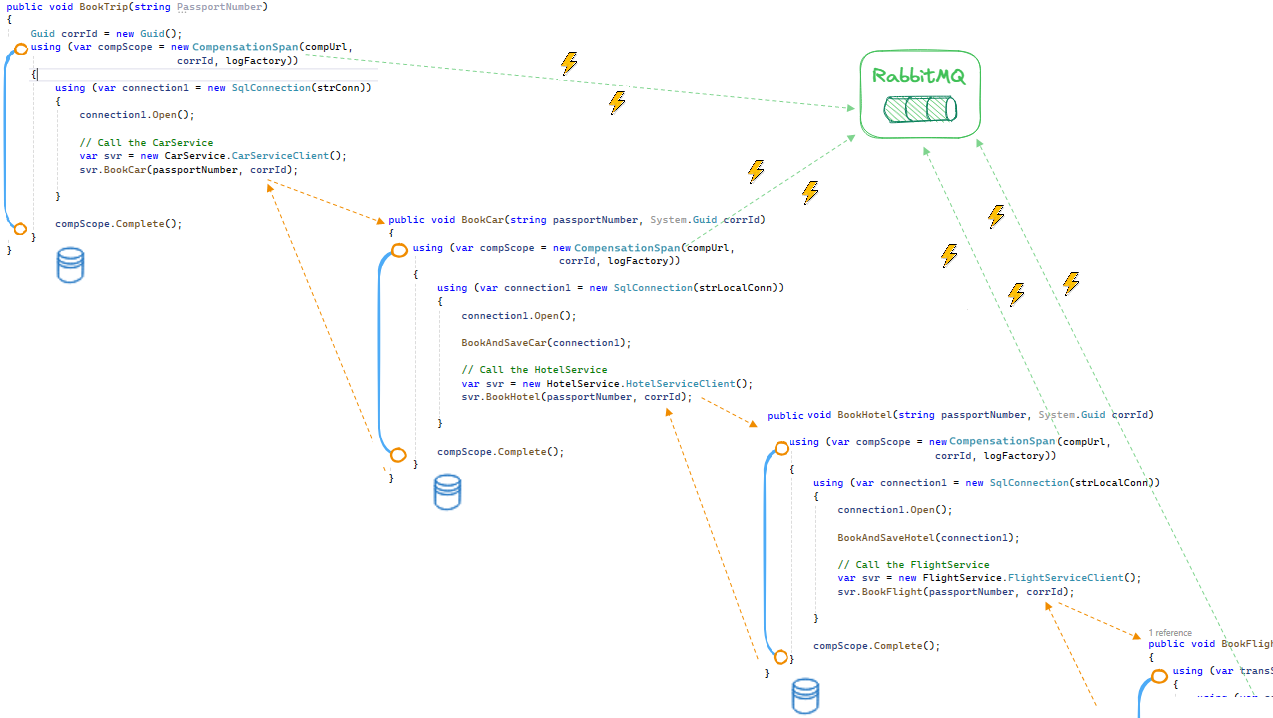 public void BookTrip(string PassportNumber)
{
Guid corrId = new Guid();
using (var compScope = new CompensationSpan(compUrl,
corrId, logFactory))
{
using (var connection1 = new SqlConnection(strConn))
{
connection1.Open();
// Call the CarService
var svr = new CarService.CarServiceClient();
svr.BookCar(passportNumber, corrId);
}
compScope.Complete();
}
}
RabbitMQ
public void BookCar(string passportNumber, System.Guid corrId)
{
using (var compScope = new CompensationSpan(compUrl,
corrId, logFactory))
{
using (var connection1 = new SqlConnection(strLocalConn))
{
connection1.Open();
BookAndSaveCar(connection1);
// Call the HotelService
var svr = new HotelService.HotelServiceClient();
svr.BookHotel(passportNumber, corrId);
}
compScope.Complete();
}
}
public void BookHotel(string passportNumber, System.Guid corrId)
using (var compScope = new CompensationSpan(compUrl,
corrId, logFactory))
{
using (var connection1 = new SqlConnection(strLocalConn))
{
connection1.Open();
BookAndSaveHotel(connection1);
// Call the FlightService
var svr = new FlightService.FlightServiceClient();
svr.BookFlight(passportNumber, corrId);
}
compScope.Complete();
}
}
1 reference
public void BookFligh
{
using (var transS
{